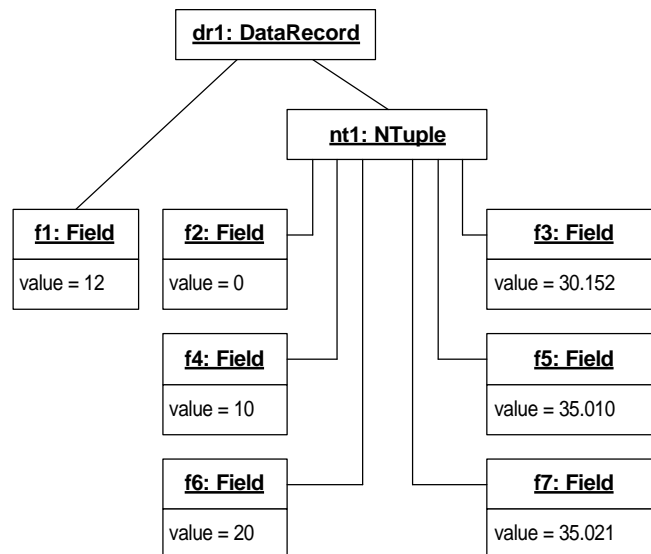 dr1: DataRecord
nt1: NTuple
f1: Field
value = 12
f2: Field
value = 0
f3: Field
value = 30.152
f4: Field
value = 10
f5: Field
value = 35.010
f6: Field
value = 20
f7: Field
value = 35.021